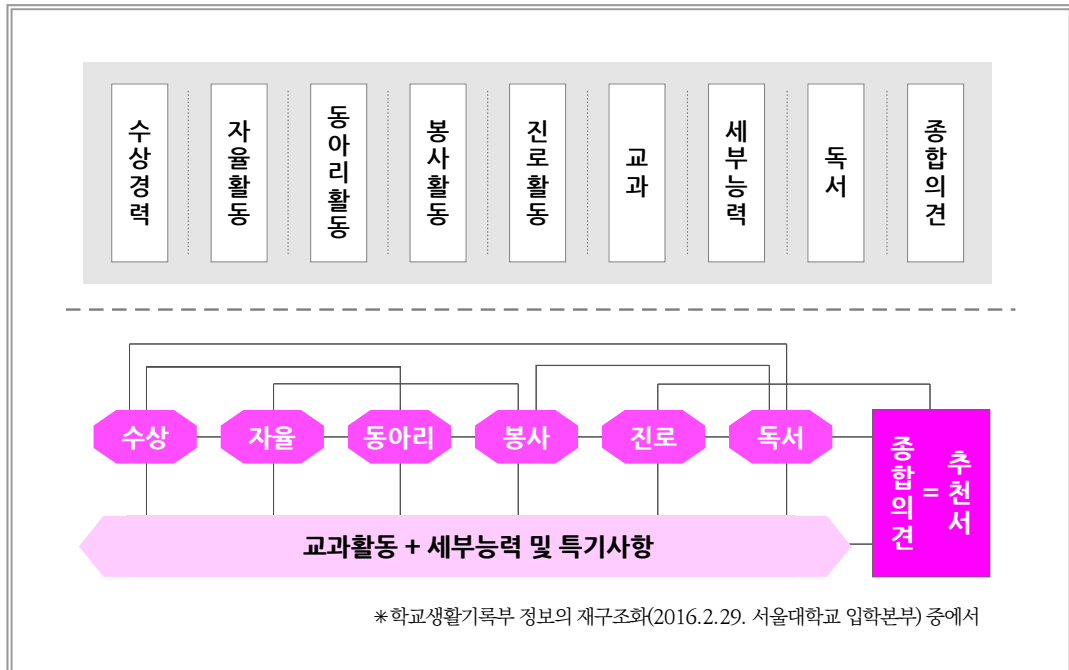 수상경력
자율활동
동아리활동
봉사활동
진로활동
교과
세부능력
독서
종합의견
수상
자율
동아리
봉사
진로
독서
종합의견
=
추천서
교과활동 + 세부능력 및 특기사항
*학교생활기록부 정보의 재구조화(2016.2.29. 서울대학교 입학본부) 중에서